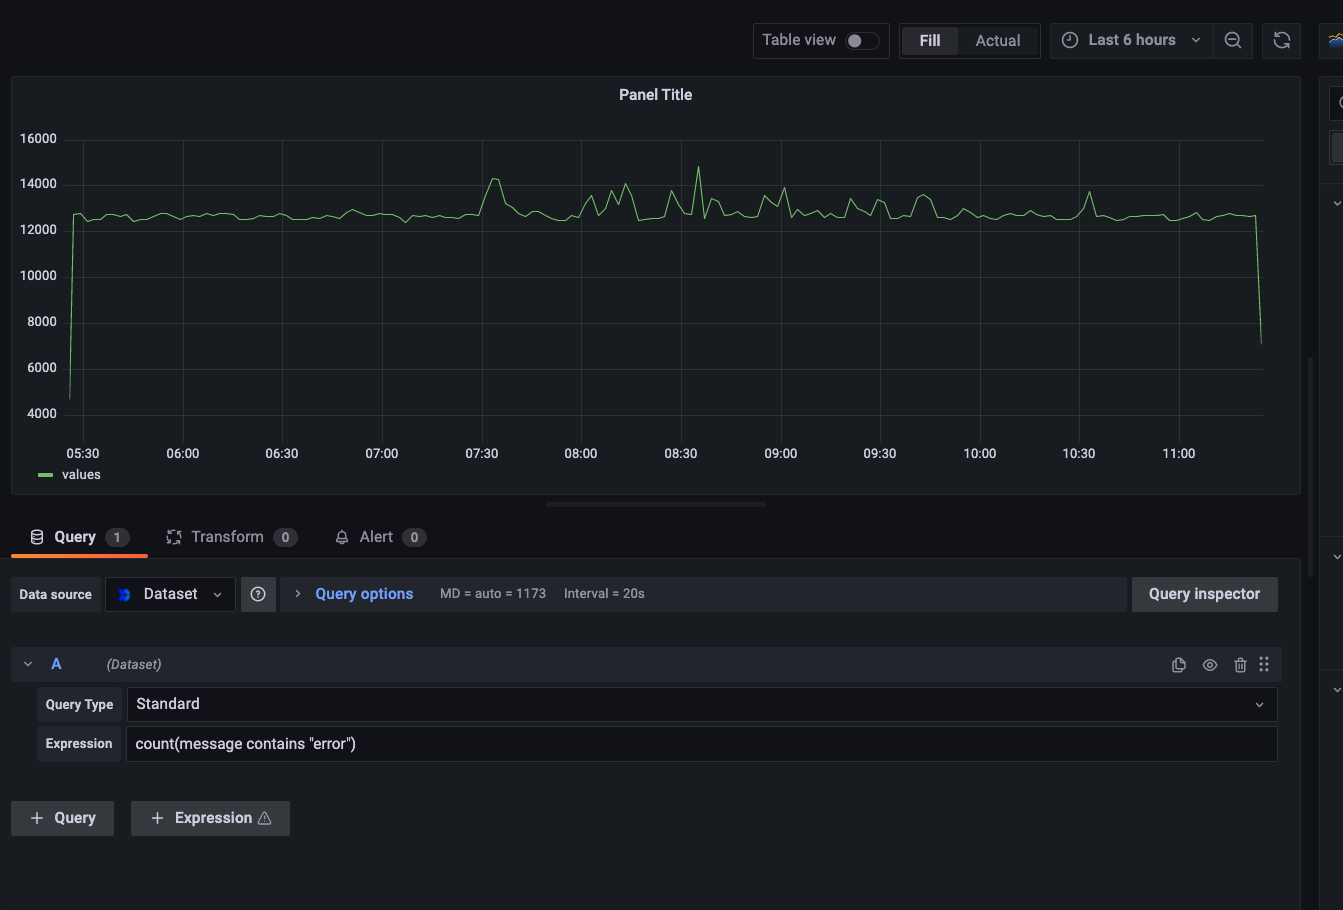 Table view
Fill Actual
Last 6 hours
Panel Title
16000
14000
12000
10000
8000
6000
4000
05:30 06:00 06:30 07:00 07:30 08:00 08:30 09:00 09:30 10:00 10:30 11:00
values
Query 1 Transform 0 Alert 0
Data source Dataset Query options MD = auto = 1173 Interval = 20s Query inspector
A (Dataset)
Query Type Standard
Expression count(message contains "error")
+ Query + Expression